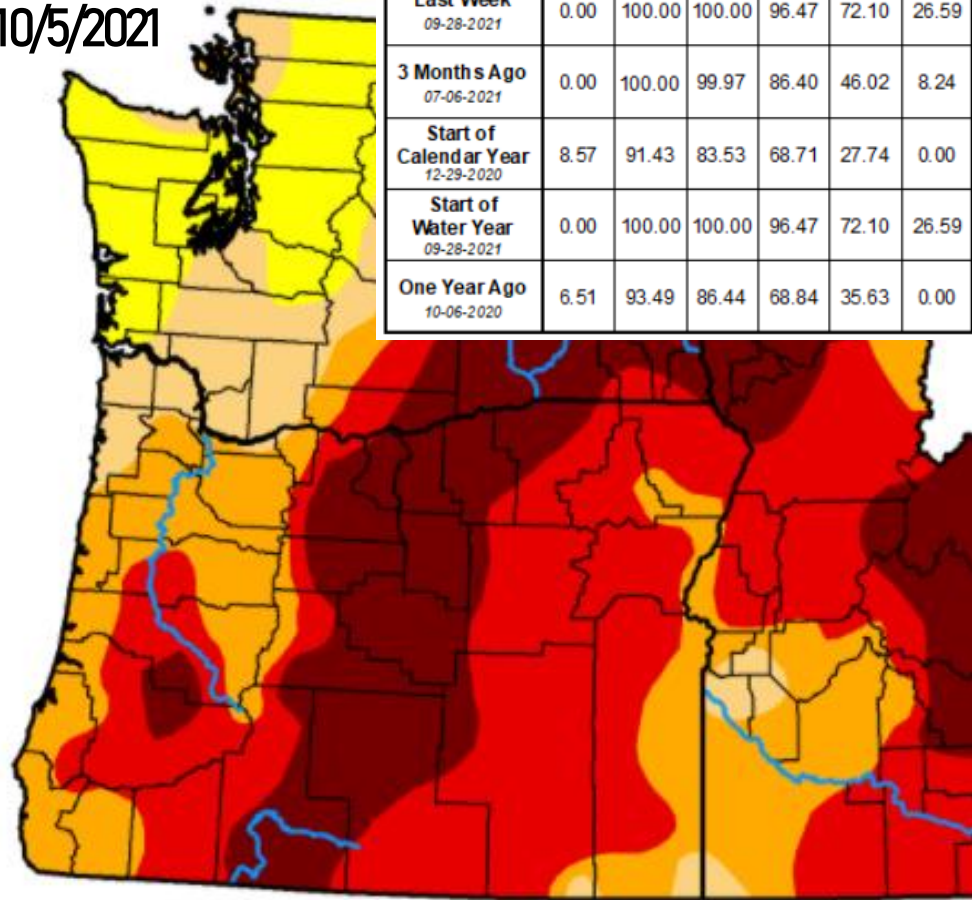 10/5/2021
Last Week 0.00 100.00 100.00 96.47 72.10 26.59
09-28-2021
3 Months Ago 0.00 100.00 99.97 86.40 46.02 8.24
07-06-2021
Start of
Calendar Year 8.57 91.43 83.53 68.71 27.74 0.00
12-29-2020
Start of
Water Year 0.00 100.00 100.00 96.47 72.10 26.59
09-28-2021
One Year Ago 6.51 93.49 86.44 68.84 35.63 0.00
10-06-2020